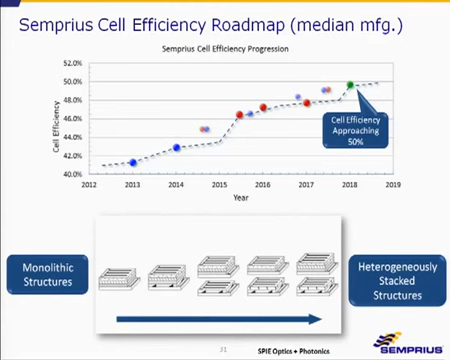 Semprius Cell Efficiency Roadmap (median mfg.)
Semprius Cell Efficiency Progression
52.0%
50.0%
48.0%
46.0%
44.0%
42.0%
40.0%
Cell Efficiency
2012 2013 2014 2015 2016 2017 2018 2019
Year
Cell Efficiency
Approaching
50%
Monolithic
Structures
Heterogeneously
Stacked
Structures
21
SPIE Optics + Photonics
SEMPRIUS